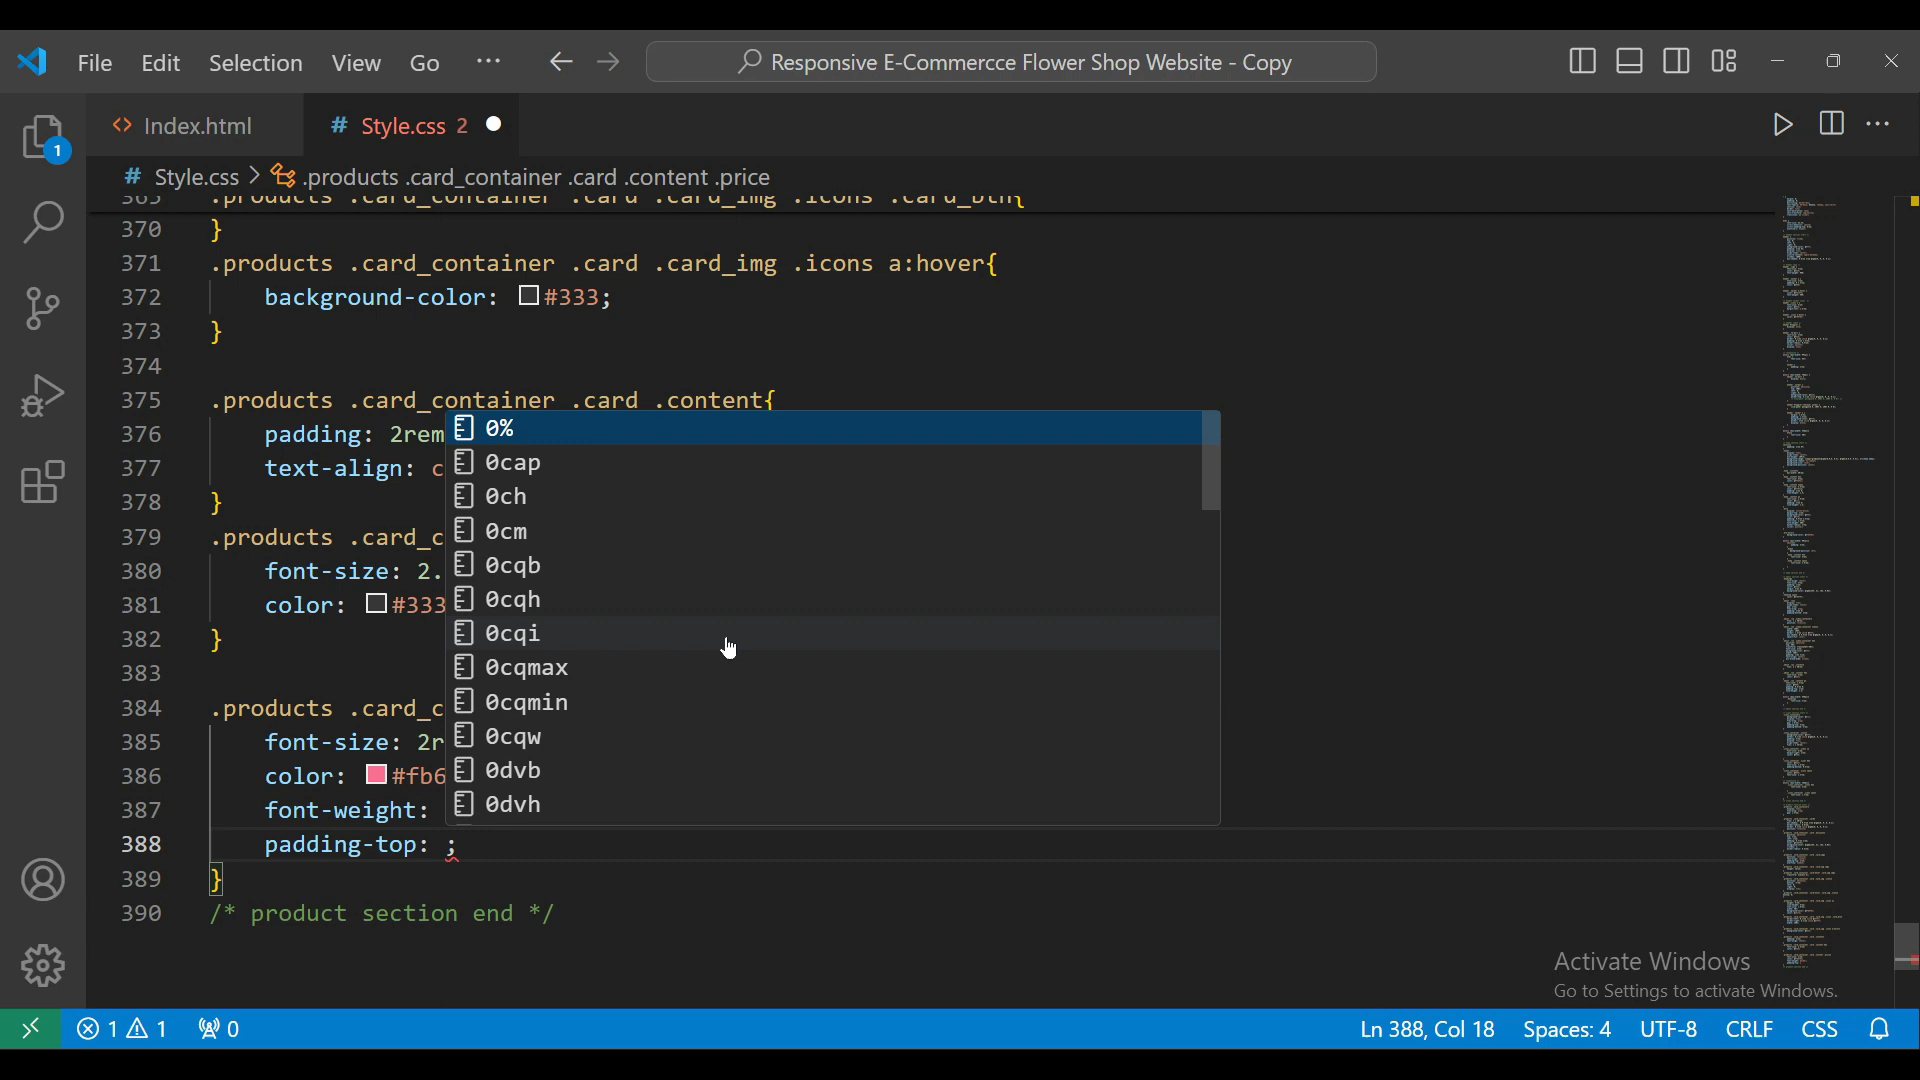 File Edit Selection View Go ··· Responsive E-Commercce Flower Shop Website - Copy
Index.html # Style.css 2
1
# Style.css > .products .card_container .card .content .price
365 .products .card_container .card .card_img .icons .card_btn{
370 }
371 .products .card_container .card .card_img .icons a:hover{
372 background-color: #333;
373 }
374
375 .products .card_container .card .content{
376 padding: 2rem
377 text-align: c
378 }
379 .products .card_c
380 font-size: 2.
381 color: #333
382 }
383
384 .products .card_c
385 font-size: 2r
386 color: #fb6
387 font-weight:
388 padding-top: ;
389 }
390 /* product section end */
0%
0cap
0ch
0cm
0cqb
0cqh
0cqi
0cqmax
0cqmin
0cqw
0dvb
0dvh
Activate Windows
Go to Settings to activate Windows.
1 1 0 Ln 388, Col 18 Spaces: 4 UTF-8 CRLF CSS